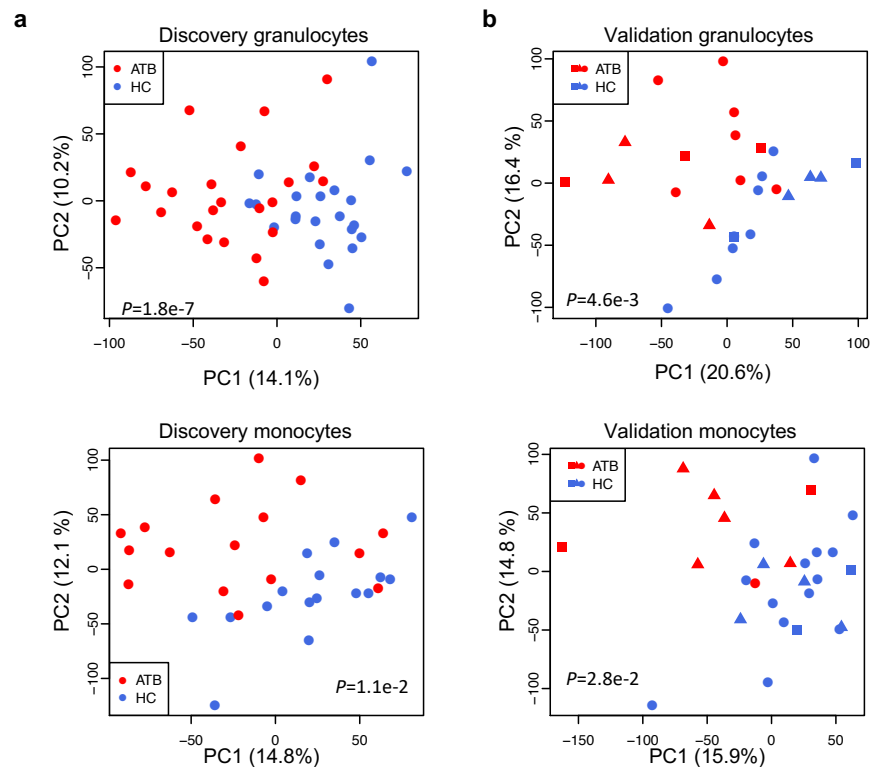 a
Discovery granulocytes
ATB
HC
100
50
0
−50
PC2 (10.2%)
P=1.8e-7
−100
−50
0
50
PC1 (14.1%)
b
Validation granulocytes
ATB
HC
100
50
0
−50
−100
PC2 (16.4 %)
P=4.6e-3
−100
−50
0
50
100
PC1 (20.6%)
Discovery monocytes
100
50
0
−50
−100
PC2 (12.1 %)
ATB
HC
P=1.1e-2
−50
0
50
PC1 (14.8%)
Validation monocytes
ATB
HC
100
50
0
−50
−100
PC2 (14.8 %)
P=2.8e-2
−150
−100
−50
0
50
PC1 (15.9%)